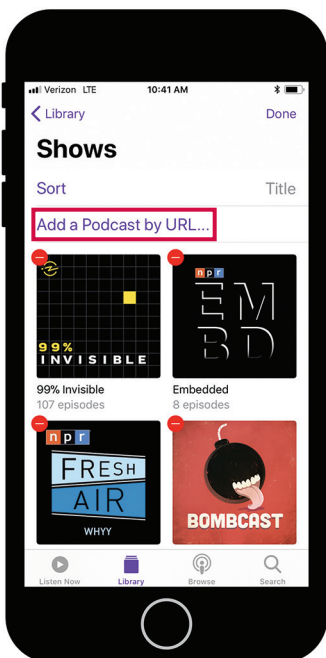 Verizon LTE 10:41 AM
Library Done
Shows
Sort Title
Add a Podcast by URL...
99%
INVISIBLE
npr
EM
BD
99% Invisible
107 episodes
Embedded
8 episodes
npr
FRESH
AIR
WHYY
BOMBCAST
Listen Now Library Browse Search